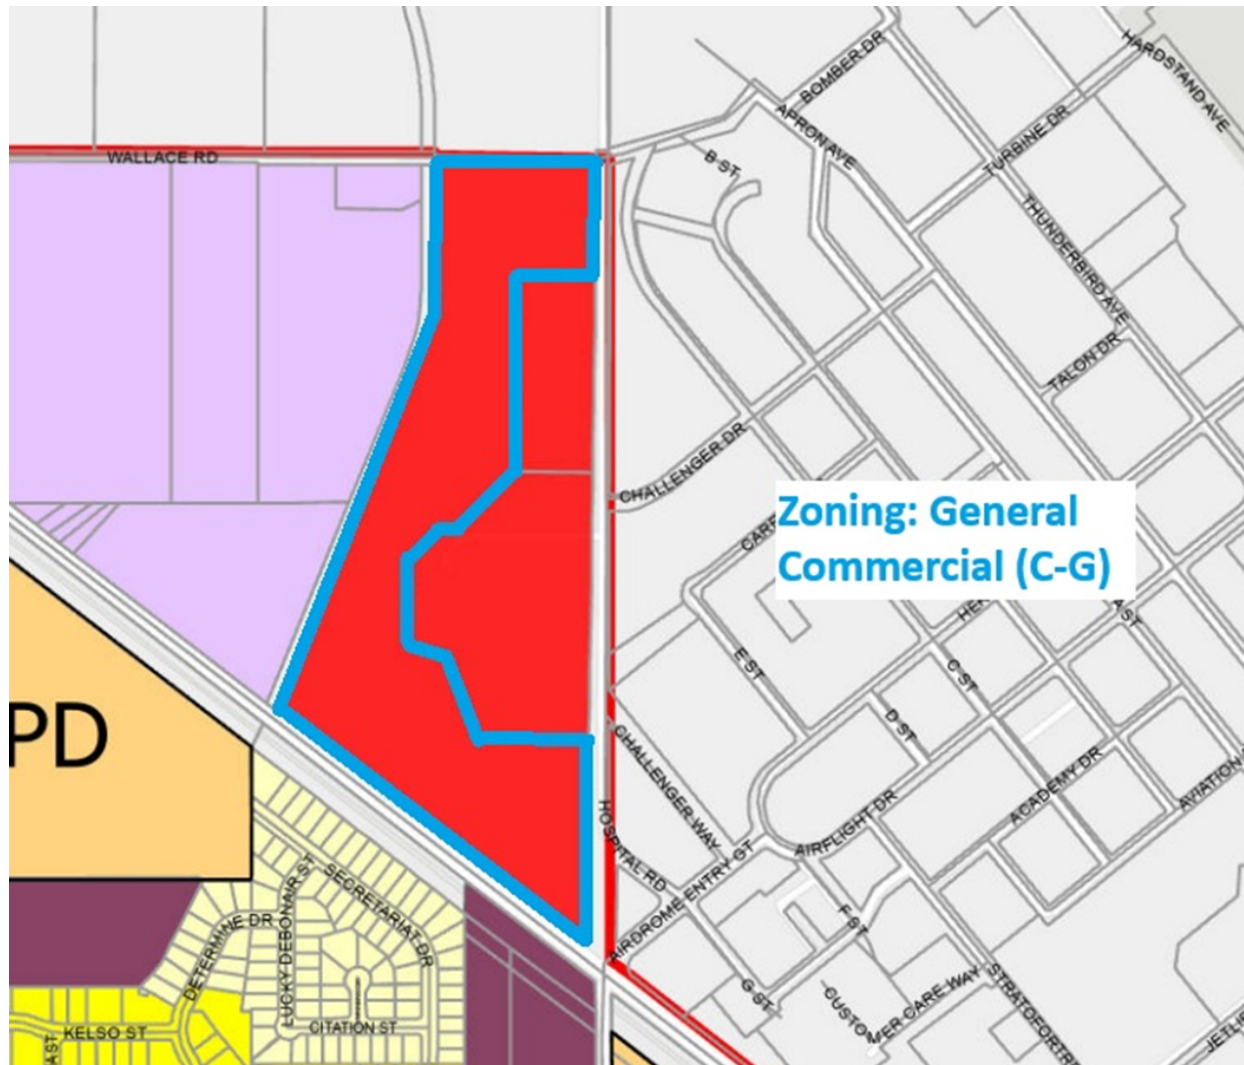 HARDSTAND AVE
BOMBER DR
APRON AVE
TURBINE DR
WALLACE RD
B ST
THUNDERBIRD AVE
TALON DR
CHALLENGER DR
Zoning: General
Commercial (C-G)
E ST
C ST
D ST
PD
CHALLENGER WAY
HOSPITAL RD
ACADEMY DR
AVIATION
AIRFLIGHT DR
AIRDROME ENTRY GT
SECRETARIAT DR
LUCKY DEBONAIR ST
DETERMINE DR
F ST
G ST
CUSTOMER CARE WAY
KELSO ST
CITATION ST